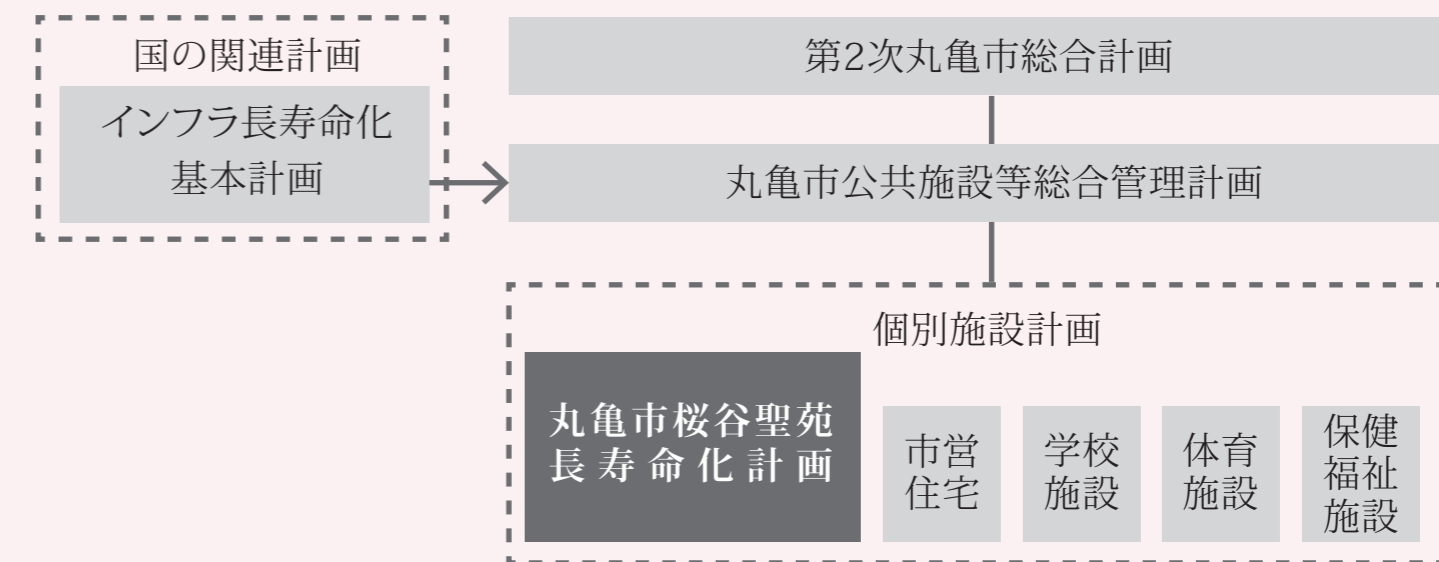 国の関連計画
インフラ長寿命化
基本計画
第2次丸亀市総合計画
丸亀市公共施設等総合管理計画
個別施設計画
丸亀市桜谷聖苑
長寿命化計画
市営
住宅
学校
施設
体育
施設
保健
福祉
施設